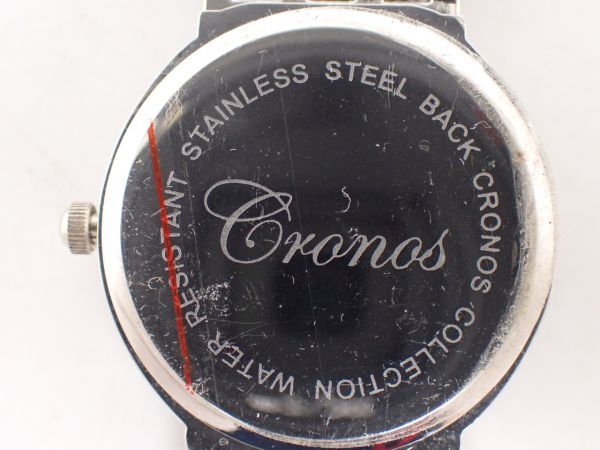 STAINLESS STEEL BACK CRONOS COLLECTION WATER RESISTANT
Cronos